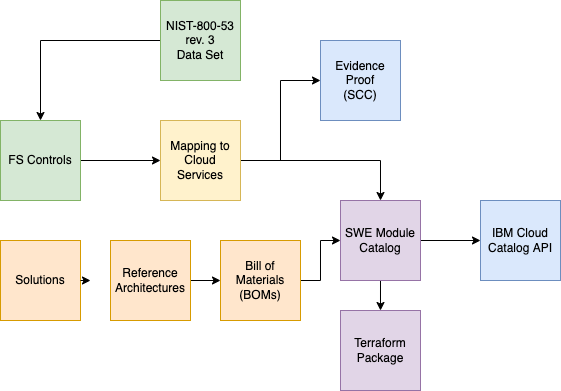 NIST-800-53
rev. 3
Data Set
Evidence
Proof
(SCC)
FS Controls
Mapping to
Cloud
Services
SWE Module
Catalog
IBM Cloud
Catalog API
Solutions
Reference
Architectures
Bill of
Materials
(BOMs)
Terraform
Package